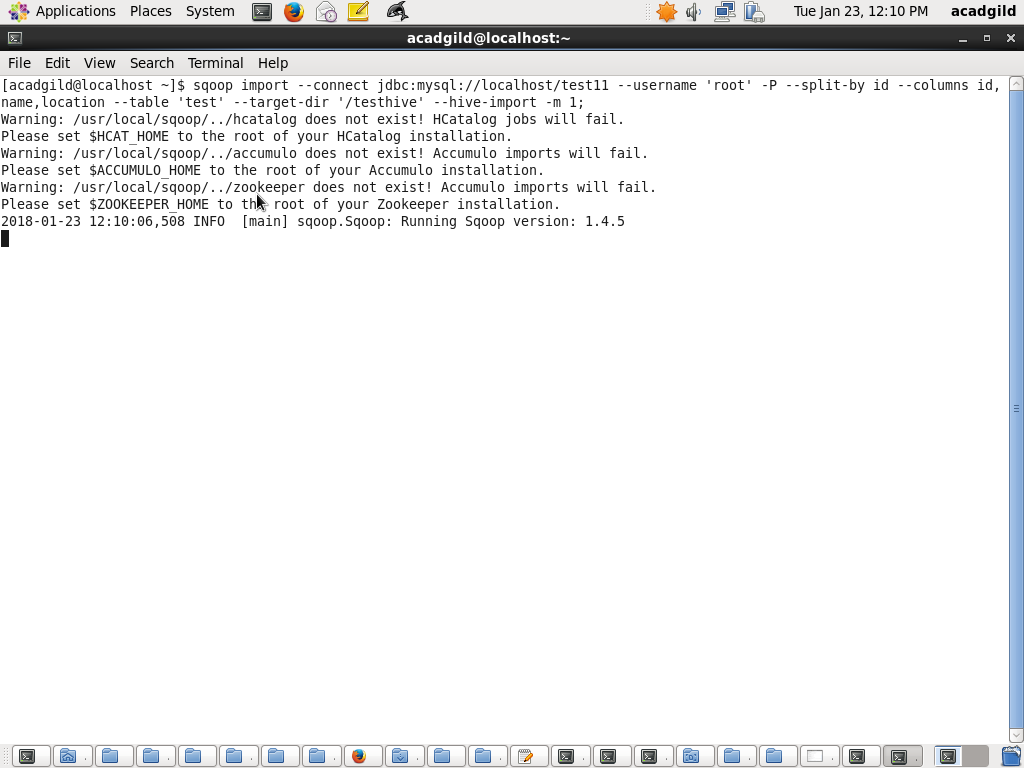 Applications Places System Tue Jan 23, 12:10 PM acadgild
acadgild@localhost:~
File Edit View Search Terminal Help
[acadgild@localhost ~]$ sqoop import --connect jdbc:mysql://localhost/test11 --username 'root' -P --split-by id --columns id,
name,location --table 'test' --target-dir '/testhive' --hive-import -m 1;
Warning: /usr/local/sqoop/../hcatalog does not exist! HCatalog jobs will fail.
Please set $HCAT_HOME to the root of your HCatalog installation.
Warning: /usr/local/sqoop/../accumulo does not exist! Accumulo imports will fail.
Please set $ACCUMULO_HOME to the root of your Accumulo installation.
Warning: /usr/local/sqoop/../zookeeper does not exist! Accumulo imports will fail.
Please set $ZOOKEEPER_HOME to the root of your Zookeeper installation.
2018-01-23 12:10:06,508 INFO  [main] sqoop.Sqoop: Running Sqoop version: 1.4.5